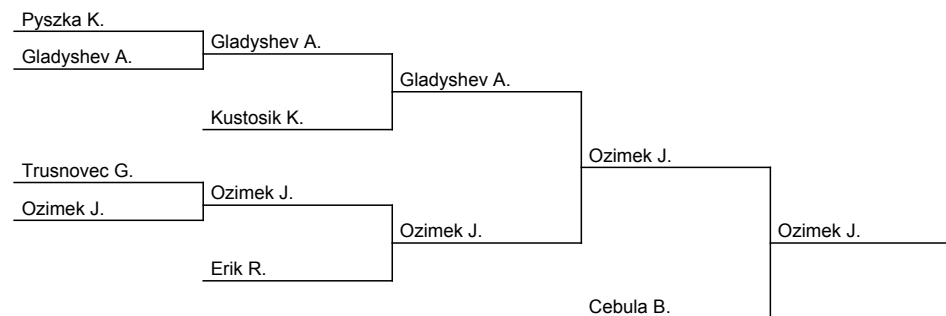 Pyszka K.
Gladyshev A.
Gladyshev A.
Gladyshev A.
Kustosik K.
Ozimek J.
Trusnovec G.
Ozimek J.
Ozimek J.
Ozimek J.
Ozimek J.
Erik R.
Cebula B.